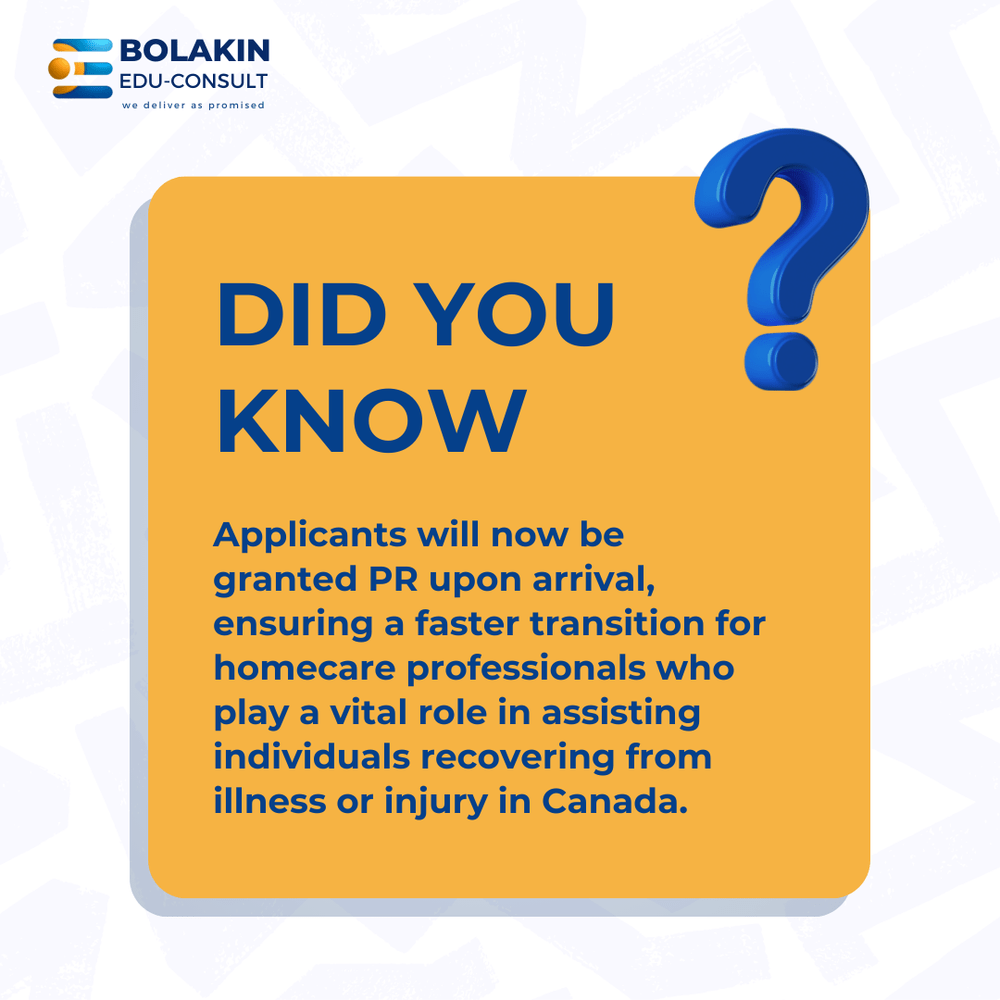 BOLAKIN
EDU-CONSULT
we deliver as promised
DID YOU
KNOW
?
Applicants will now be
granted PR upon arrival,
ensuring a faster transition for
homecare professionals who
play a vital role in assisting
individuals recovering from
illness or injury in Canada.